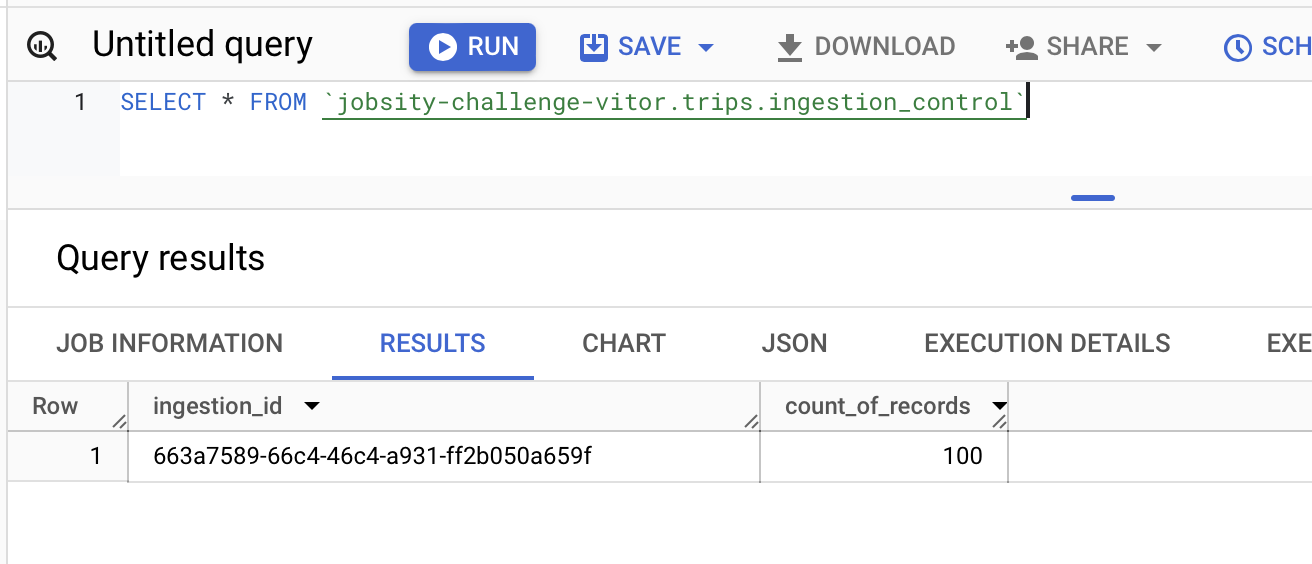 Untitled query RUN SAVE DOWNLOAD SHARE SCH
1 SELECT * FROM `jobsity-challenge-vitor.trips.ingestion_control`
Query results
JOB INFORMATION RESULTS CHART JSON EXECUTION DETAILS EXE
Row ingestion_id count_of_records
1 663a7589-66c4-46c4-a931-ff2b050a659f 100